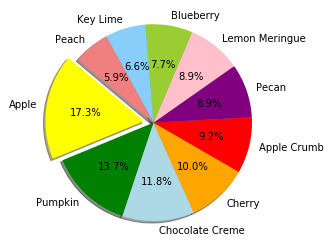 Blueberry
Key Lime
Lemon Meringue
Peach
7.7%
6.6%
8.9%
5.9%
Pecan
8.9%
Apple
17.3%
9.2%
Apple Crumb
13.7%
10.0%
11.8%
Pumpkin
Cherry
Chocolate Creme